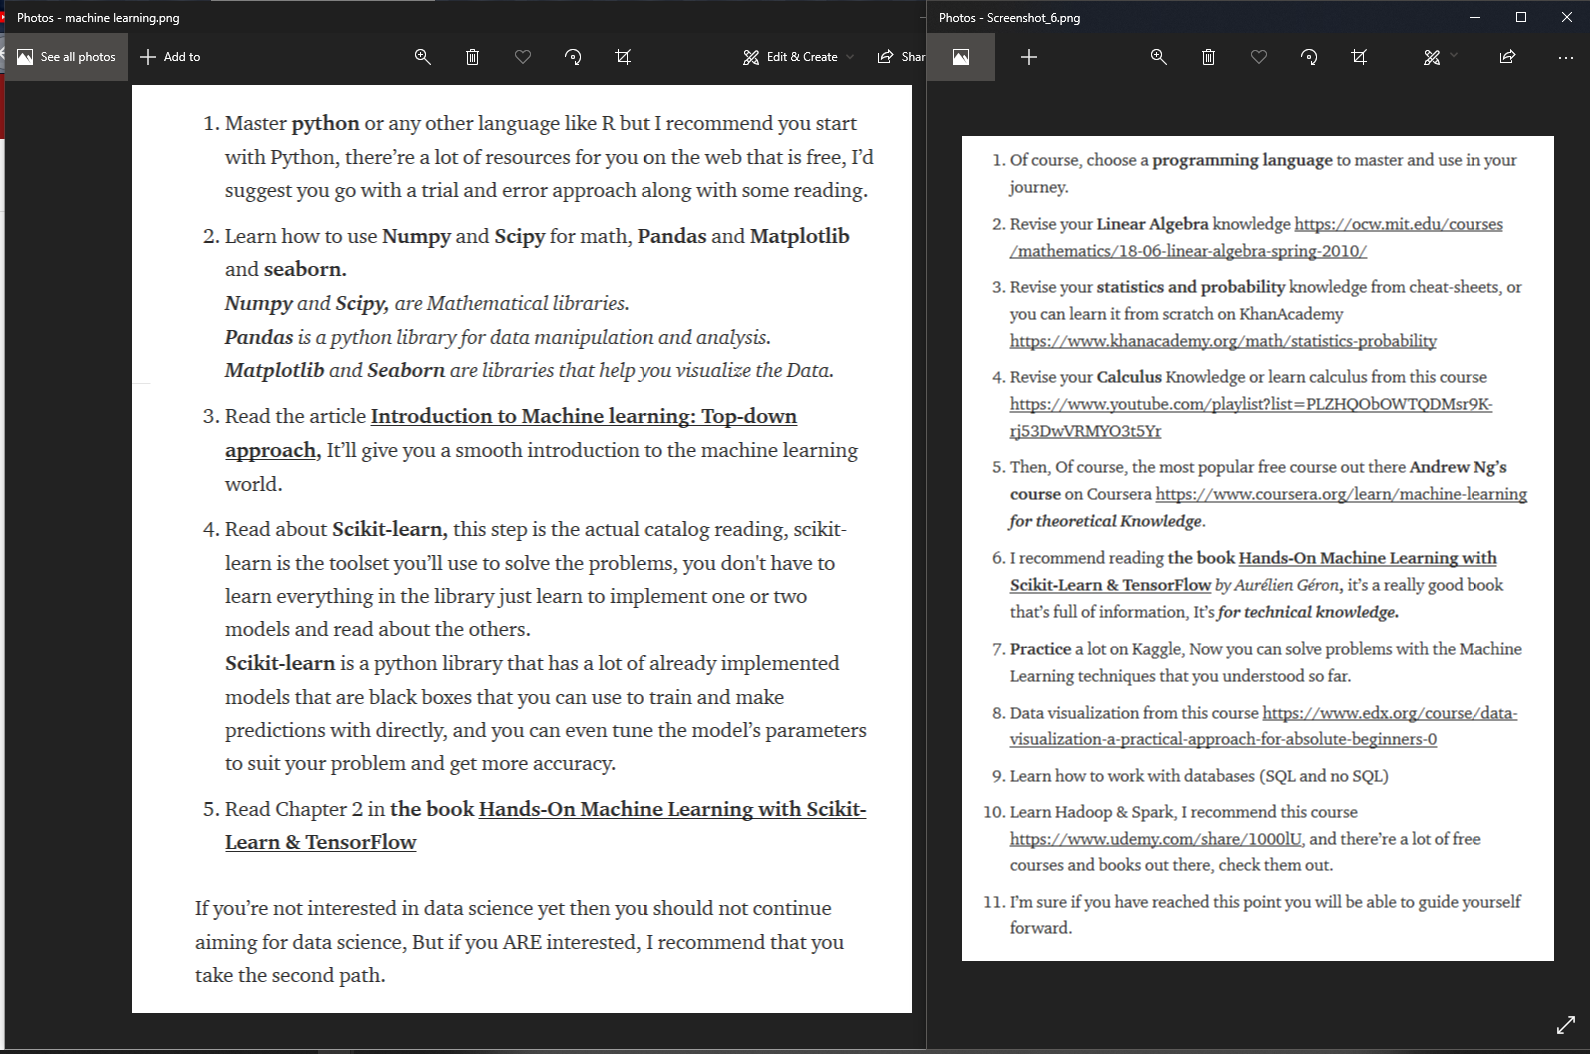 Photos - machine learning.png
See all photos
Add to
Edit & Create
Shar
1. Master python or any other language like R but I recommend you start
with Python, there're a lot of resources for you on the web that is free, I'd
suggest you go with a trial and error approach along with some reading.
2. Learn how to use Numpy and Scipy for math, Pandas and Matplotlib
and seaborn.
Numpy and Scipy, are Mathematical libraries.
Pandas is a python library for data manipulation and analysis.
Matplotlib and Seaborn are libraries that help you visualize the Data.
3. Read the article Introduction to Machine learning: Top-down
approach, It'll give you a smooth introduction to the machine learning
world.
4. Read about Scikit-learn, this step is the actual catalog reading, scikit-
learn is the toolset you'll use to solve the problems, you don't have to
learn everything in the library just learn to implement one or two
models and read about the others.
Scikit-learn is a python library that has a lot of already implemented
models that are black boxes that you can use to train and make
predictions with directly, and you can even tune the model's parameters
to suit your problem and get more accuracy.
5. Read Chapter 2 in the book Hands-On Machine Learning with Scikit-
Learn & TensorFlow
If you're not interested in data science yet then you should not continue
aiming for data science, But if you ARE interested, I recommend that you
take the second path.
Photos - Screenshot_6.png
1. Of course, choose a programming language to master and use in your
journey.
2. Revise your Linear Algebra knowledge https://ocw.mit.edu/courses
/mathematics/18-06-linear-algebra-spring-2010/
3. Revise your statistics and probability knowledge from cheat-sheets, or
you can learn it from scratch on KhanAcademy
https://www.khanacademy.org/math/statistics-probability
4. Revise your Calculus Knowledge or learn calculus from this course
https://www.youtube.com/playlist?list=PLZHQObOWTQDMsr9K-
rj53DwVRMYO3t5Yr
5. Then, Of course, the most popular free course out there Andrew Ng's
course on Coursera https://www.coursera.org/learn/machine-learning
for theoretical Knowledge.
6. I recommend reading the book Hands-On Machine Learning with
Scikit-Learn & TensorFlow by Aurélien Géron, it's a really good book
that's full of information, It's for technical knowledge.
7. Practice a lot on Kaggle, Now you can solve problems with the Machine
Learning techniques that you understood so far.
8. Data visualization from this course https://www.edx.org/course/data-
visualization-a-practical-approach-for-absolute-beginners-0
9. Learn how to work with databases (SQL and no SQL)
10. Learn Hadoop & Spark, I recommend this course
https://www.udemy.com/share/1000lU, and there're a lot of free
courses and books out there, check them out.
11. I'm sure if you have reached this point you will be able to guide yourself
forward.